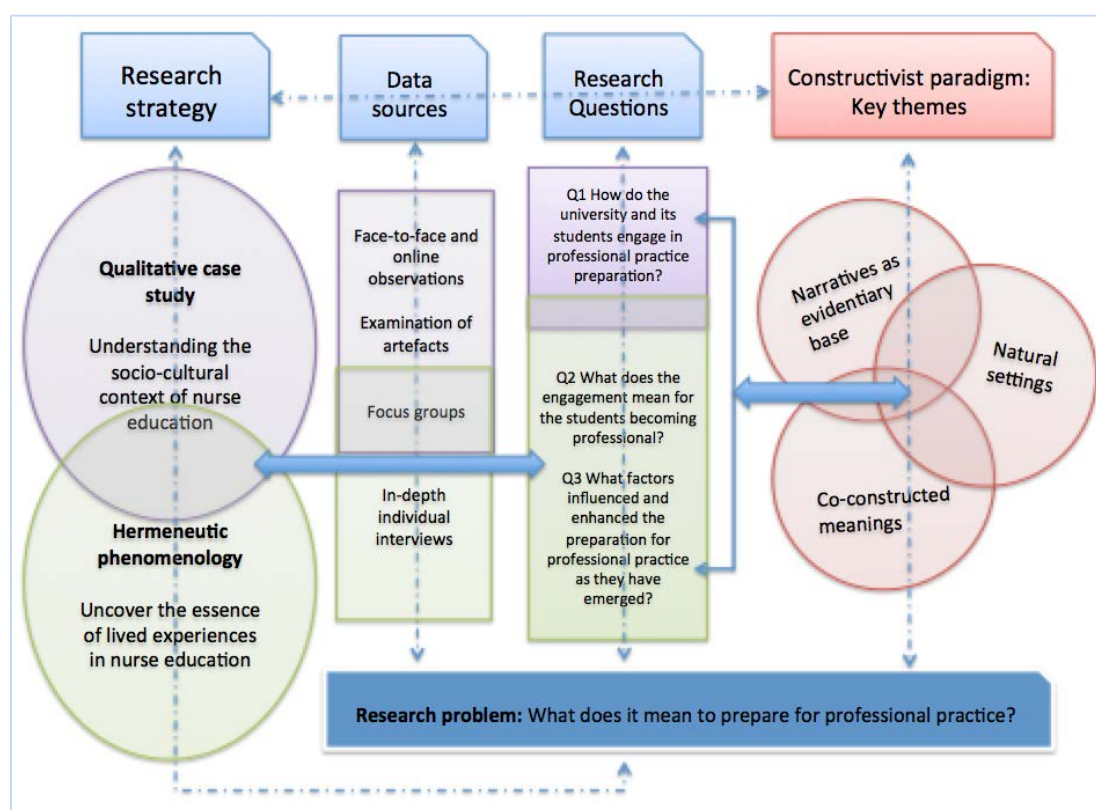 Research
strategy
Data
sources
Research
Questions
Constructivist paradigm:
Key themes
Qualitative case
study
Understanding the
socio-cultural
context of nurse
education
Hermeneutic
phenomenology
Uncover the essence
of lived experiences
in nurse education
Face-to-face and
online
observations
Examination of
artefacts
Focus groups
In-depth
individual
interviews
Q1 How do the
university and its
students engage in
professional practice
preparation?
Q2 What does the
engagement mean for
the students becoming
professional?
Q3 What factors
influenced and
enhanced the
preparation for
professional practice
as they have
emerged?
Narratives as
evidentiary
base
Natural
settings
Co-constructed
meanings
Research problem: What does it mean to prepare for professional practice?